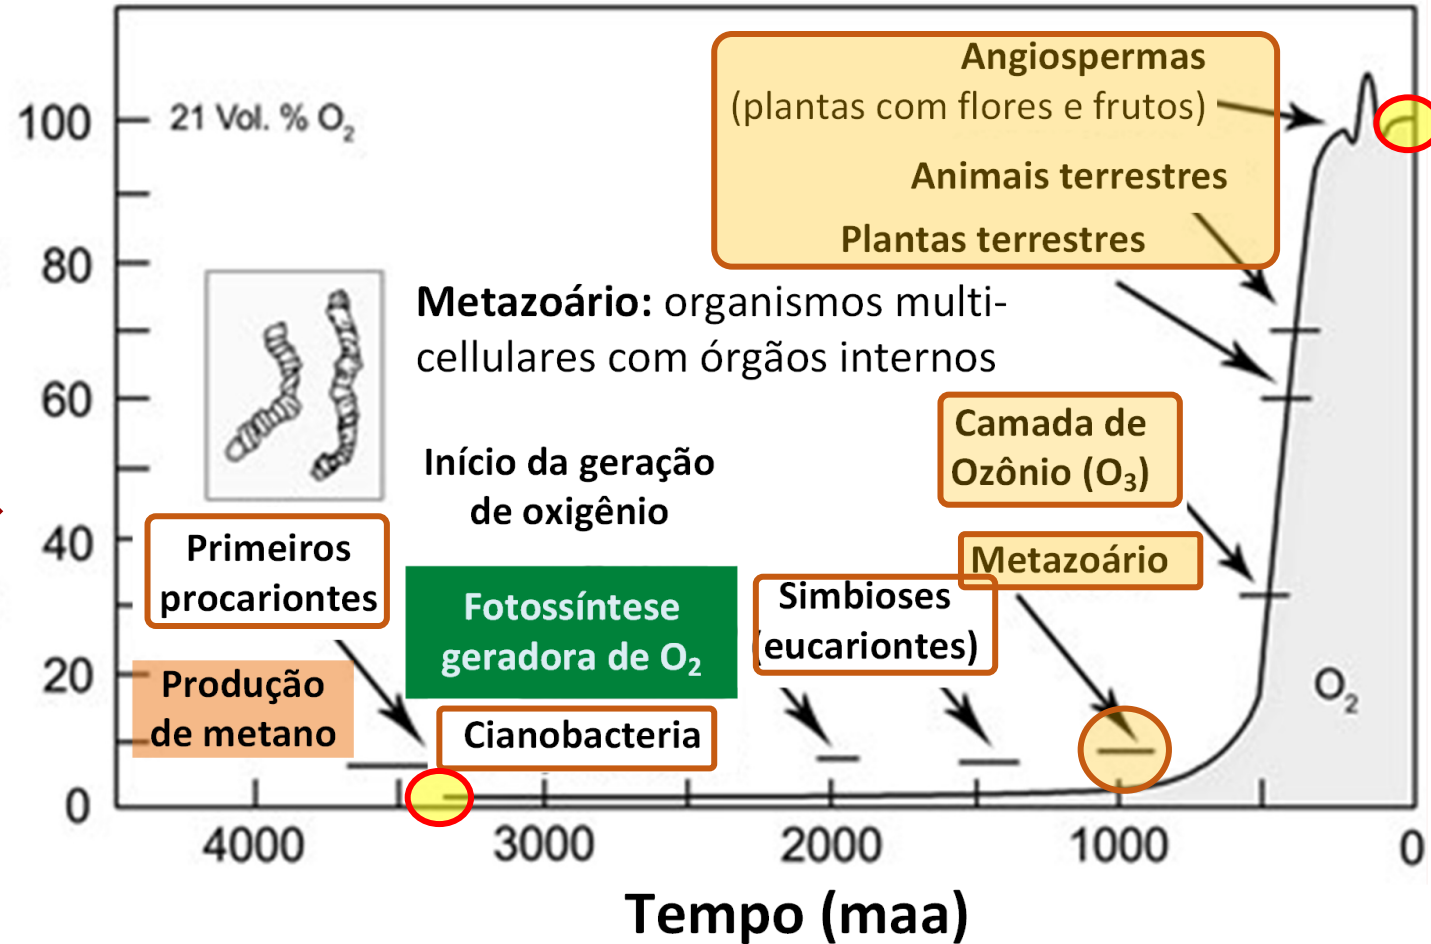 100
21 Vol. % O₂
80
60
40
20
0
Angiospermas
(plantas com flores e frutos)
Animais terrestres
Plantas terrestres
Metazoário: organismos multi-
cellulares com órgãos internos
Início da geração
de oxigênio
Camada de
Ozônio (O₃)
Metazoário
Primeiros
procariontes
Fotossíntese
geradora de O₂
Simbioses
(eucariontes)
Produção
de metano
Cianobacteria
O₂
4000 3000 2000 1000 0
Tempo (maa)